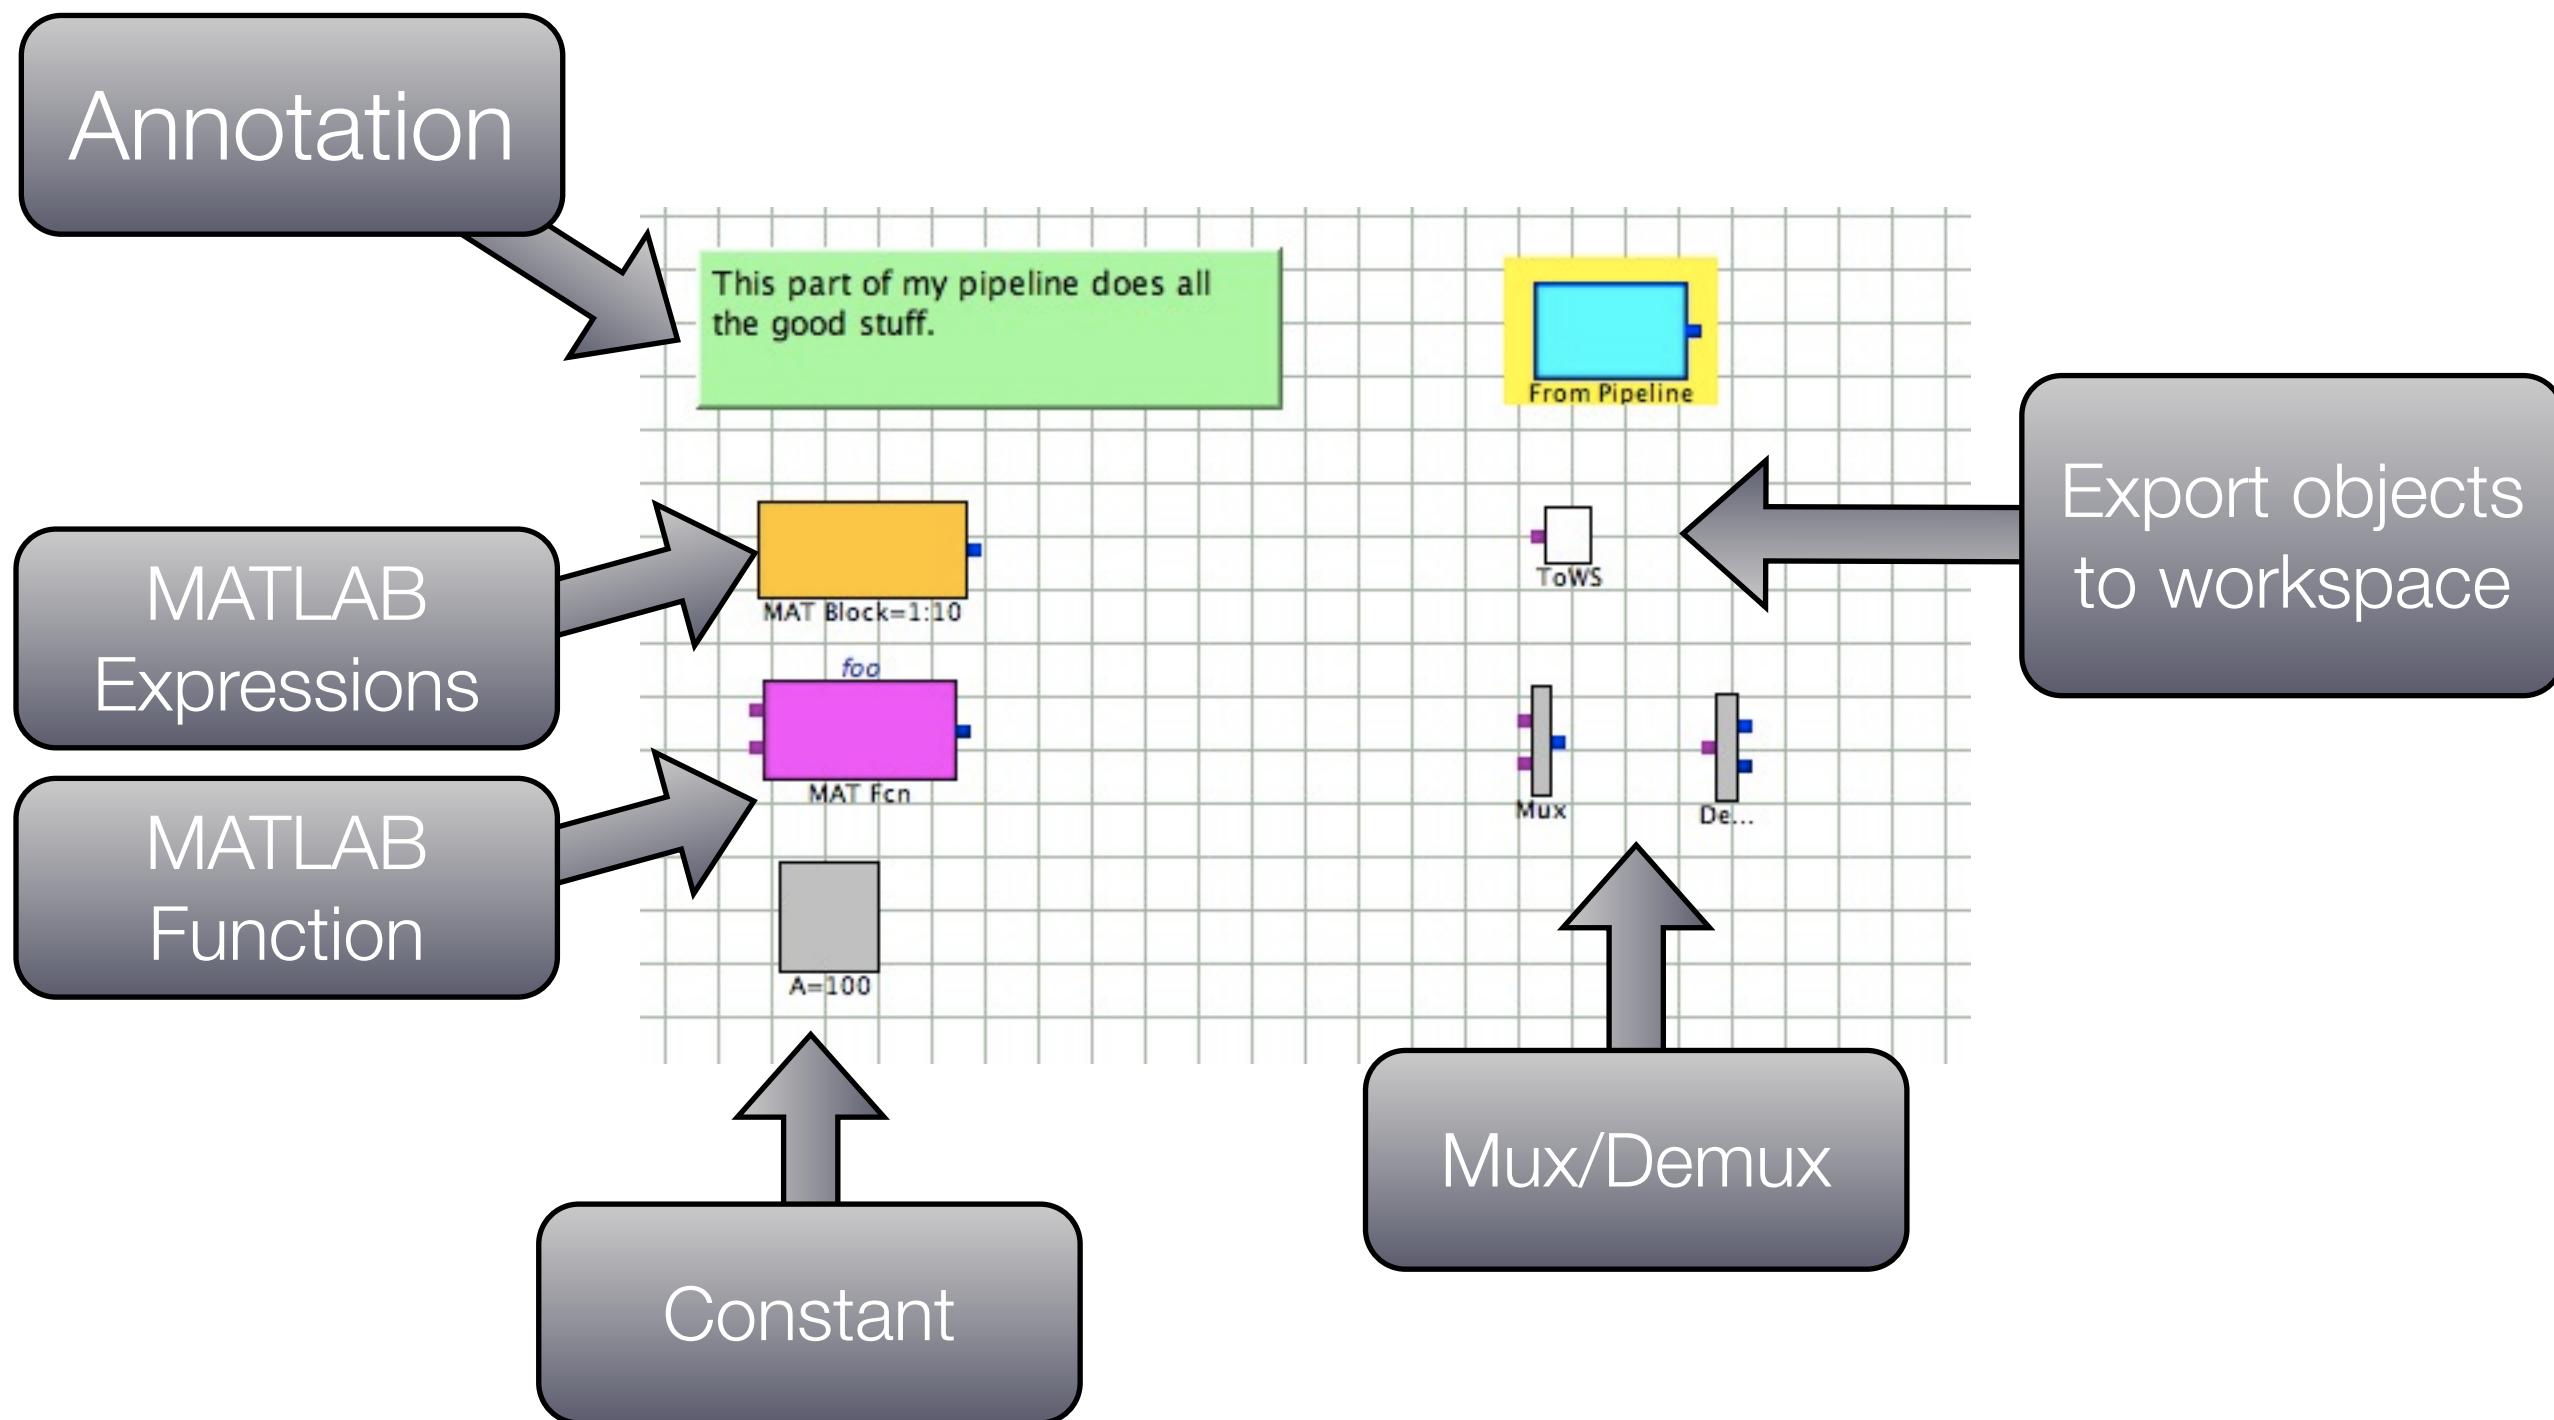 Annotation
This part of my pipeline does all
the good stuff.
From Pipeline
Export objects
to workspace
MATLAB
Expressions
MAT Block=1:10
ToWS
foo
MAT Fcn
MATLAB
Function
Mux
De...
A=100
Mux/Demux
Constant